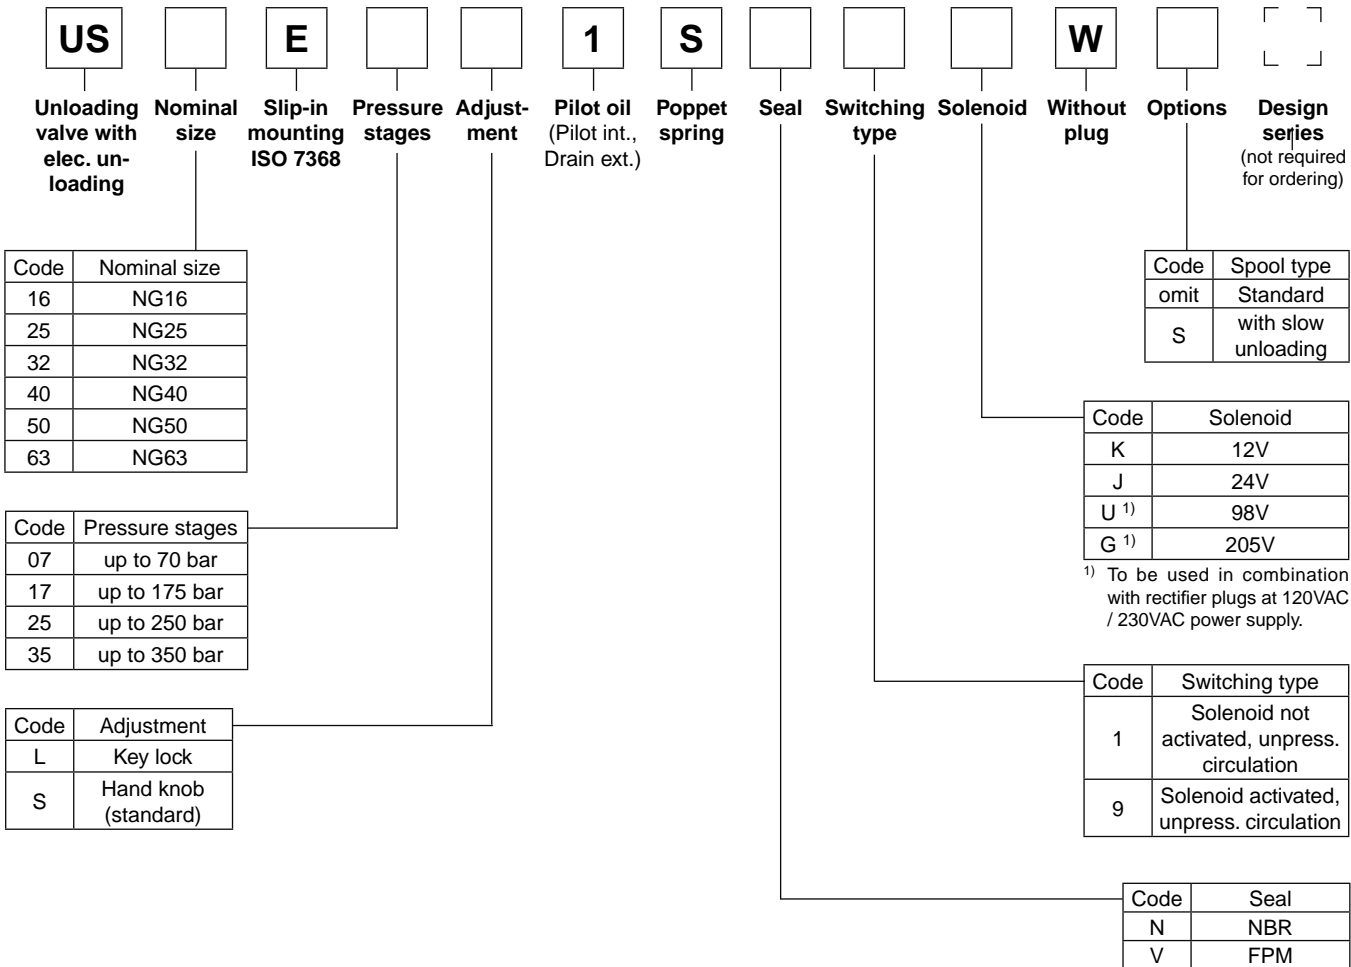 US E 1 S W
Unloading valve with elec. un-loading
Nominal size
Slip-in mounting ISO 7368
Pressure stages
Adjust-ment
Pilot oil (Pilot int., Drain ext.)
Poppet spring
Seal
Switching type
Solenoid
Without plug
Options
Design series (not required for ordering)
Code Nominal size
16 NG16
25 NG25
32 NG32
40 NG40
50 NG50
63 NG63
Code Pressure stages
07 up to 70 bar
17 up to 175 bar
25 up to 250 bar
35 up to 350 bar
Code Adjustment
L Key lock
S Hand knob (standard)
Code Spool type
omit Standard
S with slow unloading
Code Solenoid
K 12V
J 24V
U 1) 98V
G 1) 205V
1) To be used in combination
with rectifier plugs at 120VAC
/ 230VAC power supply.
Code Switching type
1 Solenoid not activated, unpress. circulation
9 Solenoid activated, unpress. circulation
Code Seal
N NBR
V FPM